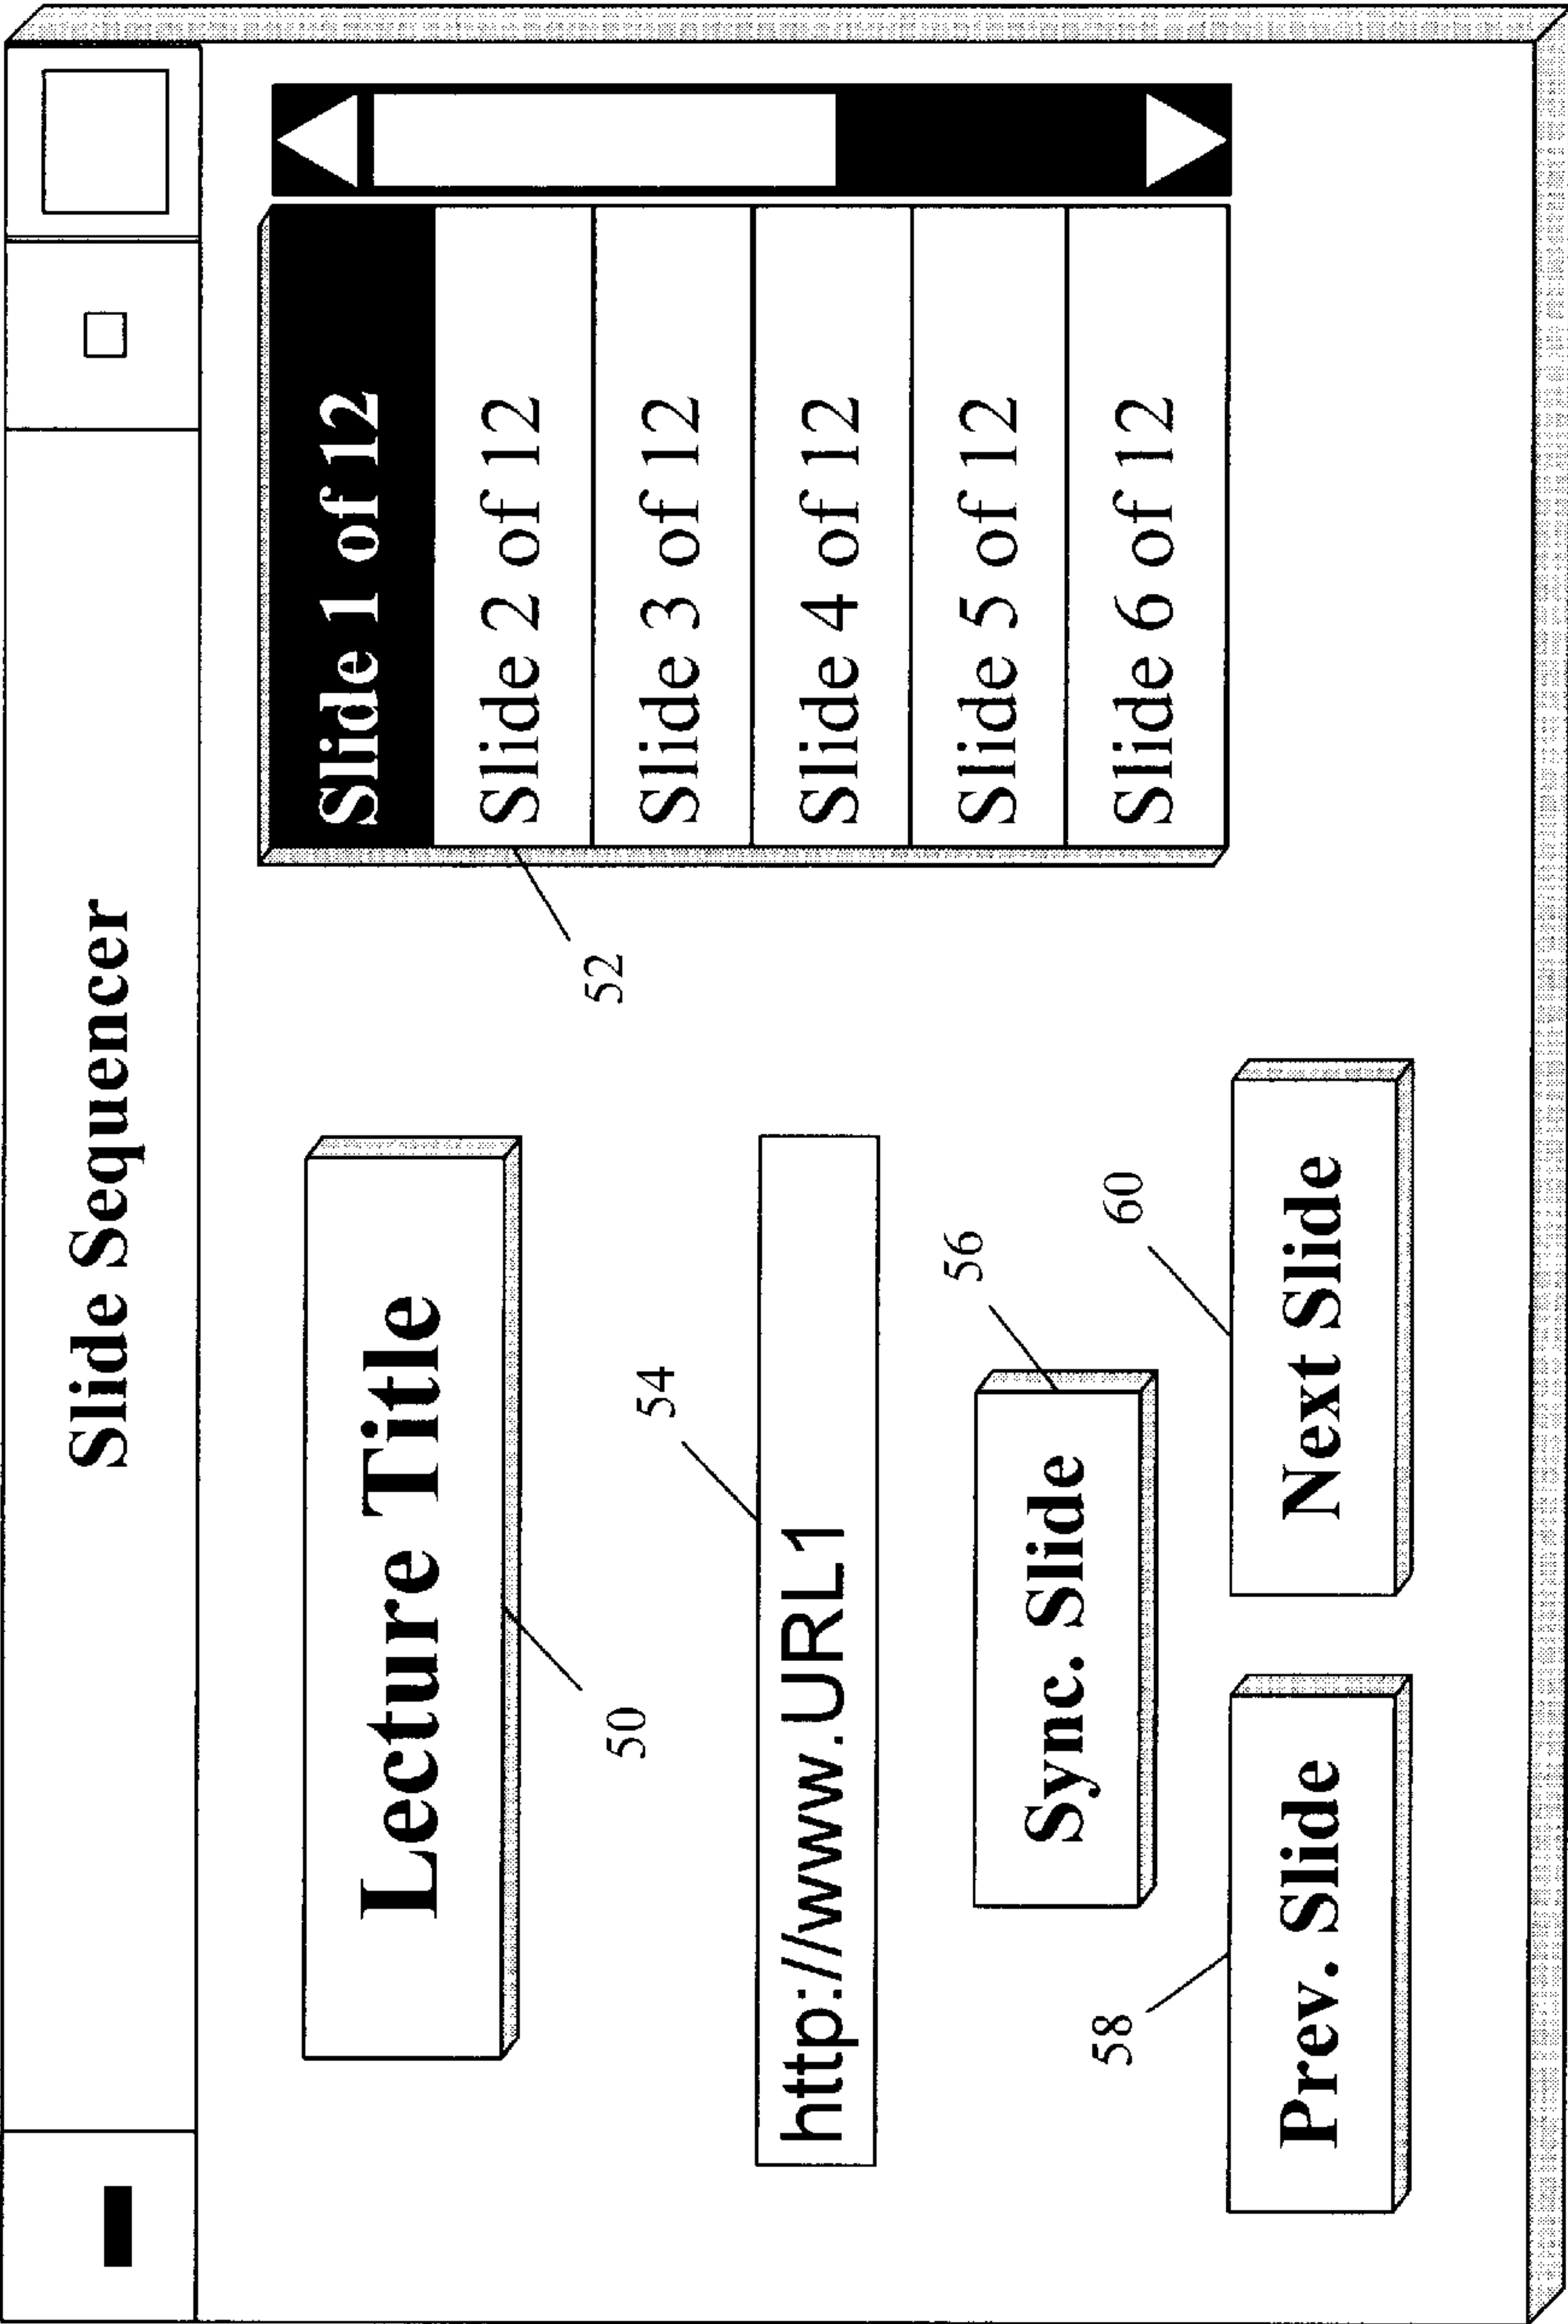 Slide Sequencer
Lecture Title
50
http://www.URL1
54
Sync. Slide
56
Prev. Slide
58
Next Slide
60
Slide 1 of 12
Slide 2 of 12
Slide 3 of 12
Slide 4 of 12
Slide 5 of 12
Slide 6 of 12
52